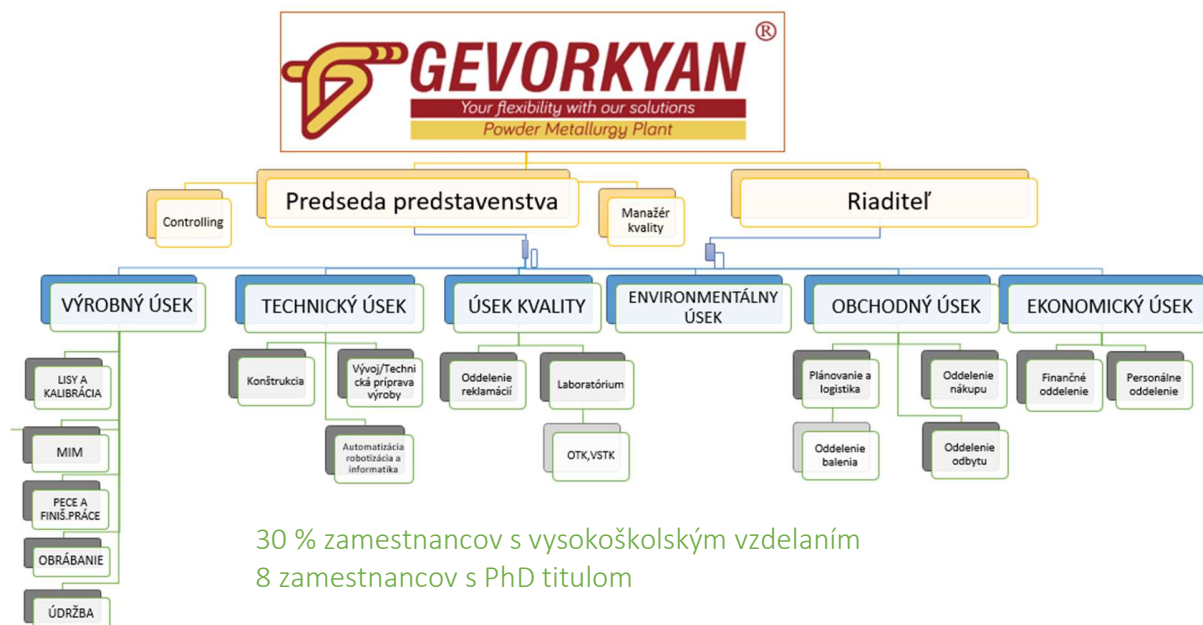 GEVORKYAN ®
Your flexibility with our solutions
Powder Metallurgy Plant
Predseda predstavenstva
Riaditeľ
Controlling
Manažér
kvality
VÝROBNÝ ÚSEK
TECHNICKÝ ÚSEK
ÚSEK KVALITY
ENVIRONMENTÁLNY
ÚSEK
OBCHODNÝ ÚSEK
EKONOMICKÝ ÚSEK
LISY A
KALIBRÁCIA
MIM
PECE A
FINIŠ.PRÁCE
OBRÁBANIE
ÚDRŽBA
Konštrukcia
Vývoj/Techni
cká príprava
výroby
Automatizácia
robotizácia a
informatika
Oddelenie
reklamácií
Laboratórium
OTK,VSTK
Plánovanie a
logistika
Oddelenie
balenia
Oddelenie
nákupu
Oddelenie
odbytu
Finančné
oddelenie
Personálne
oddelenie
30 % zamestnancov s vysokoškolským vzdelaním
8 zamestnancov s PhD titulom